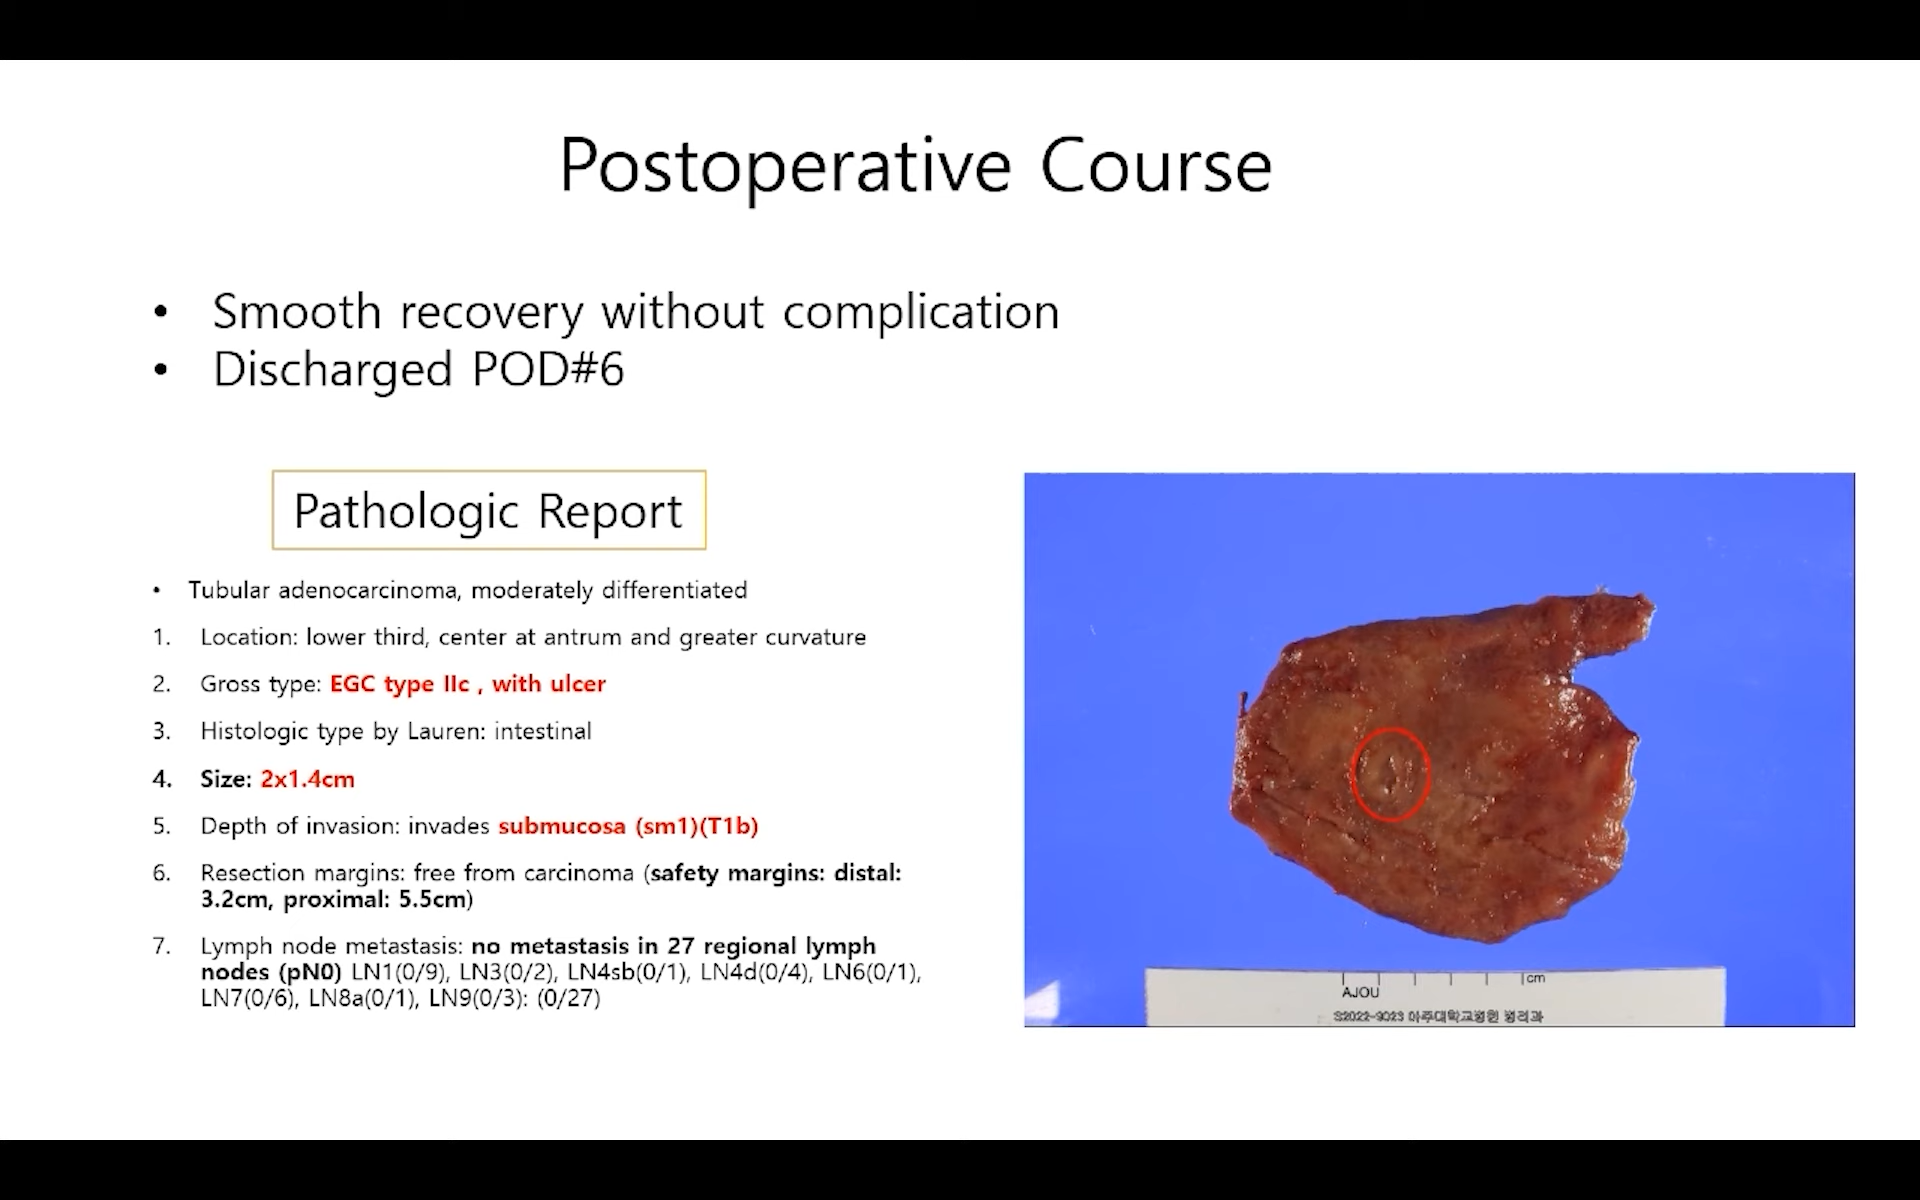 Postoperative Course
• Smooth recovery without complication
• Discharged POD#6
Pathologic Report
• Tubular adenocarcinoma, moderately differentiated
1. Location: lower third, center at antrum and greater curvature
2. Gross type: EGC type IIc , with ulcer
3. Histologic type by Lauren: intestinal
4. Size: 2x1.4cm
5. Depth of invasion: invades submucosa (sm1)(T1b)
6. Resection margins: free from carcinoma (safety margins: distal:
3.2cm, proximal: 5.5cm)
7. Lymph node metastasis: no metastasis in 27 regional lymph
nodes (pN0) LN1(0/9), LN3(0/2), LN4sb(0/1), LN4d(0/4), LN6(0/1),
LN7(0/6), LN8a(0/1), LN9(0/3): (0/27)
cm
AJOU
S2022-9023 아주대학교병원 병리과